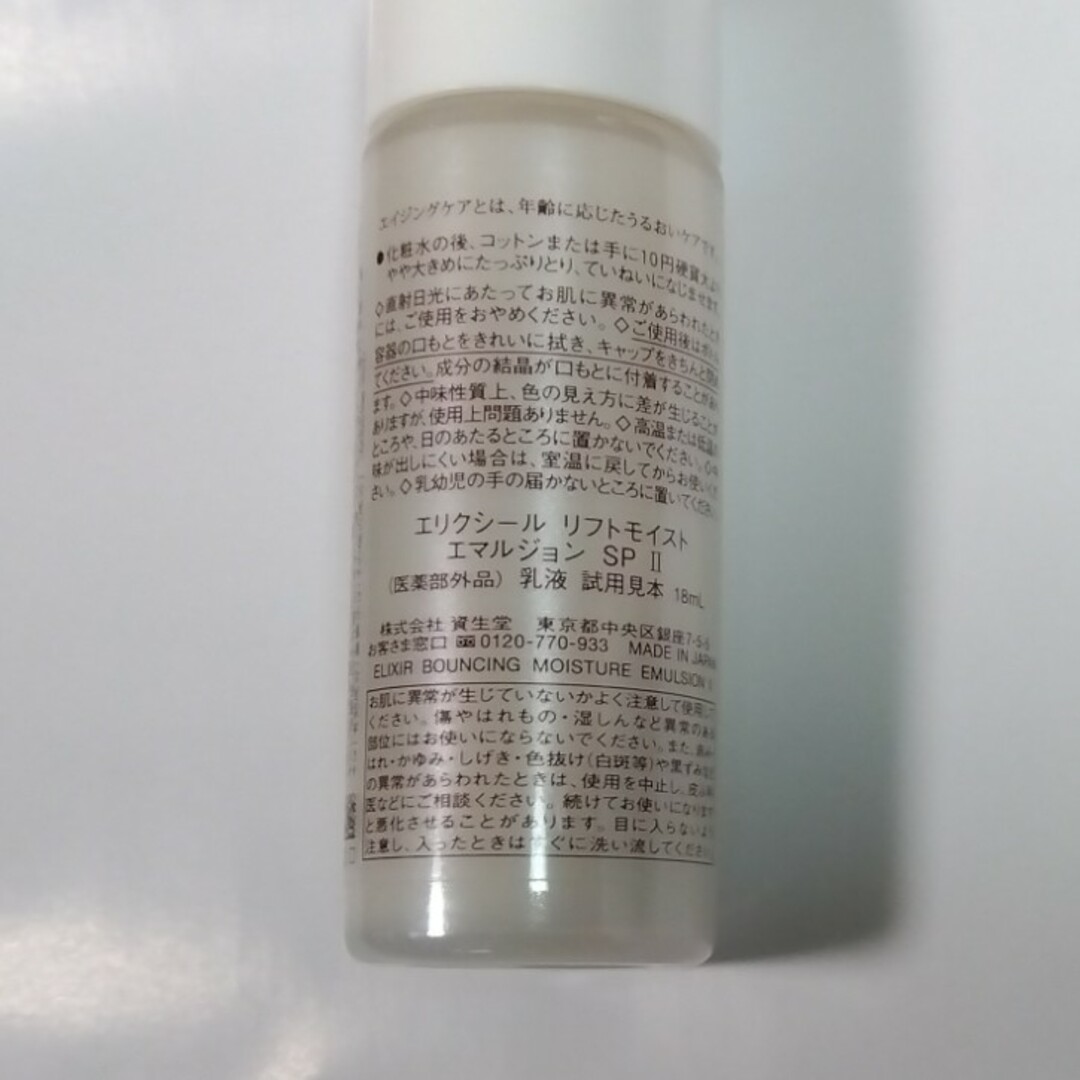 エイジングケアとは、年齢に応じたうるおいケアです。
●化粧水の後、コットンまたは手に10円硬貨大より
やや大きめにたっぷりとり、ていねいになじませます
◇直射日光にあたってお肌に異常があらわれたとき
には、ご使用をおやめください。◇ご使用後は
容器の口もとをきれいに拭き、キャップをきちんと
てください。成分の結晶が口もとに付着することが
ます。◇中味性質上、色の見え方に差が生じることが
ありますが、使用上問題ありません。◇高温または低温の
ところや、日のあたるところに置かないでください。◇中
味が出しにくい場合は、室温に戻してからお使いくだ
さい。◇乳幼児の手の届かないところに置いてください
エリクシール リフトモイスト
エマルジョン SP II
(医薬部外品) 乳液 試用見本 18mL
株式会社 資生堂 東京都中央区銀座7-5-5
お客さま窓口 0120-770-933 MADE IN JAPAN
ELIXIR BOUNCING MOISTURE EMULSION
お肌に異常が生じていないかよく注意して使用して
ください。傷やはれもの・湿しんなど異常のある
部位にはお使いにならないでください。また、赤み・
はれ・かゆみ・しげき・色抜け(白斑等)や黒ずみなど
の異常があらわれたときは、使用を中止し、皮ふ科
医などにご相談ください。続けてお使いになりますと
と悪化させることがあります。目に入らないよう
注意し、入ったときはすぐに洗い流してください